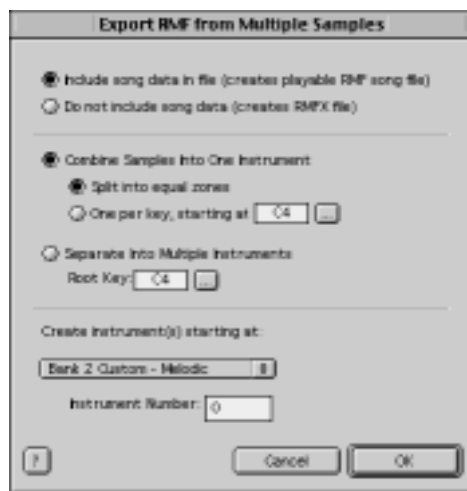 Export RMF from Multiple Samples
Include song data in file (creates playable RMF song file)
Do not include song data (creates RMFX file)
Combine Samples Into One Instrument
Split into equal zones
One per key, starting at C4 ...
Separate Into Multiple Instruments
Root Key: C4 ...
Create instrument(s) starting at:
Bank 2 Custom - Melodic
Instrument Number: 0
? Cancel OK